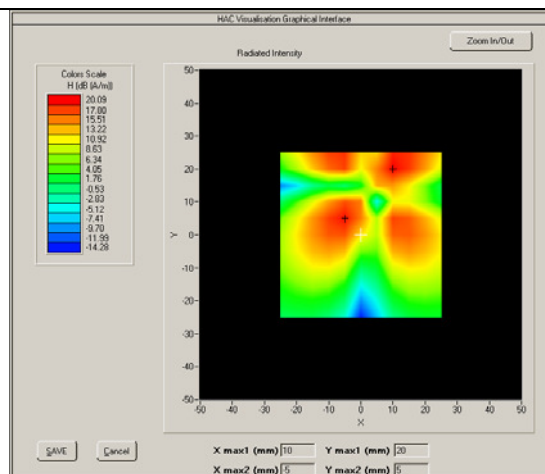 HAC Visualisation Graphical Interface
Zoom In/Out
Radiated Intensity
Colors Scale
H (dB (A/m))
20.09
17.80
15.51
13.22
10.92
8.63
6.34
4.05
1.76
-0.53
-2.83
-5.12
-7.41
-9.70
-11.99
-14.28
50
40
30
20
10
0
-10
-20
-30
-40
-50
Y
-50 -40 -30 -20 -10 0 10 20 30 40 50
X
SAVE Cancel
X max1 (mm) 10 Y max1 (mm) 20
X max2 (mm) -5 Y max2 (mm) 5